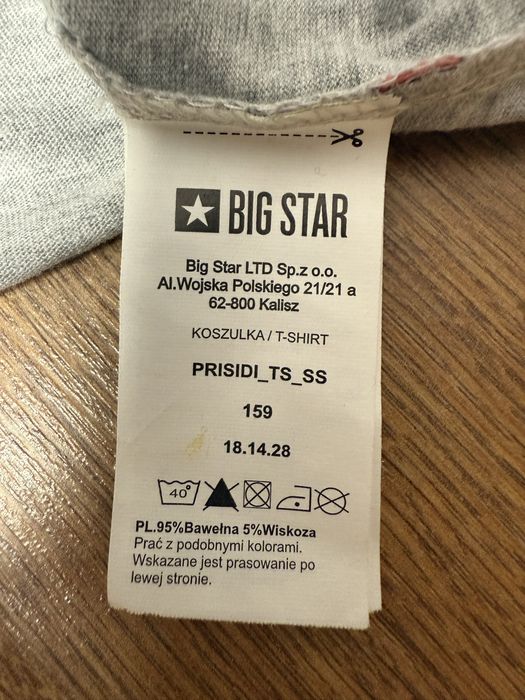 BIG STAR
Big Star LTD Sp.z o.o.
Al.Wojska Polskiego 21/21 a
62-800 Kalisz
KOSZULKA / T-SHIRT
PRISIDI_TS_SS
159
18.14.28
40°
PL.95%Bawełna 5%Wiskoza
Prać z podobnymi kolorami.
Wskazane jest prasowanie po
lewej stronie.